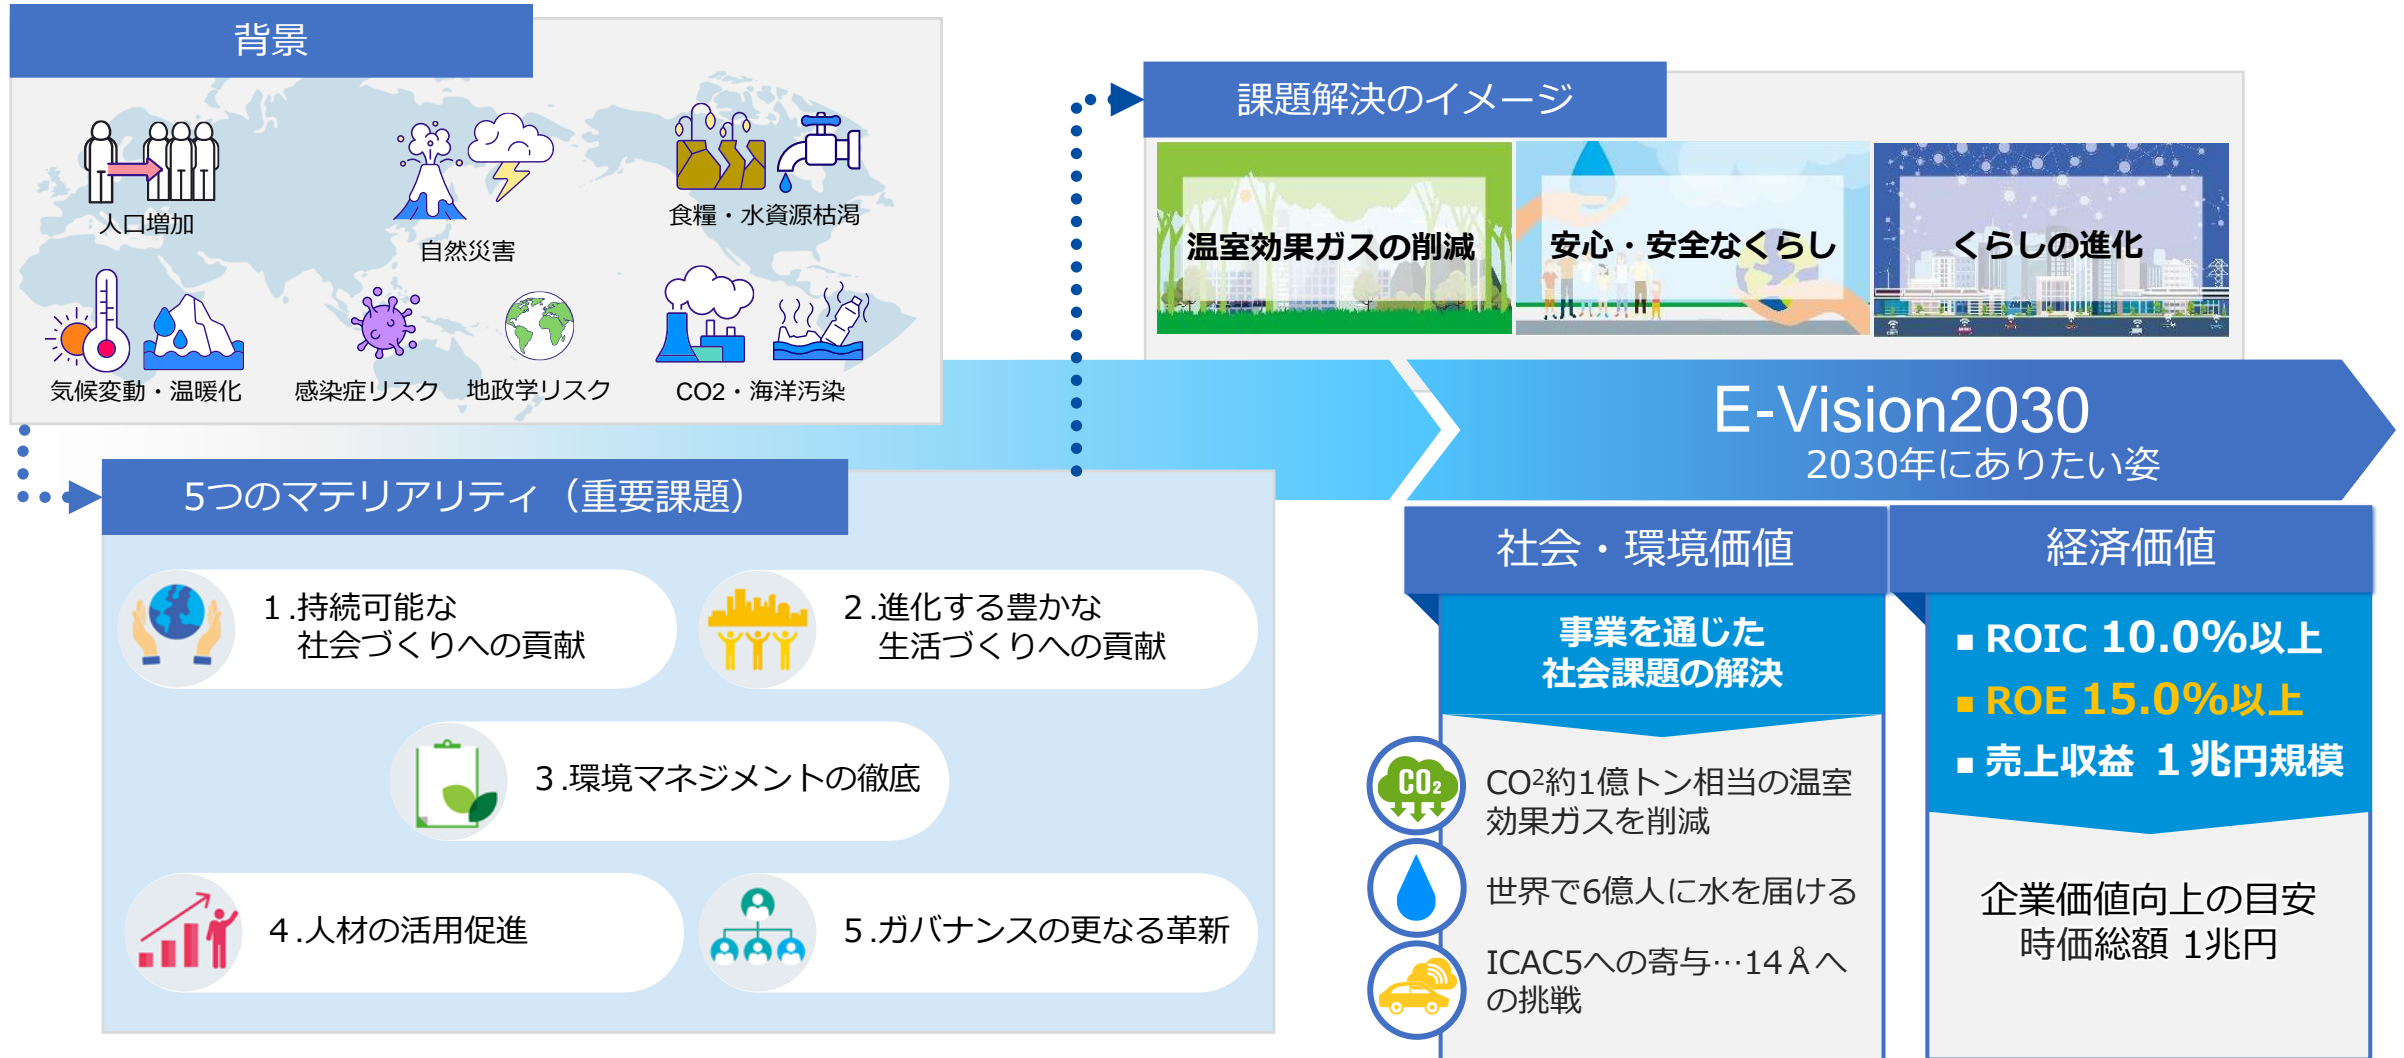 背景
人口増加
自然災害
食糧・水資源枯渇
気候変動・温暖化
感染症リスク
地政学リスク
CO2・海洋汚染
5つのマテリアリティ（重要課題）
１.持続可能な
社会づくりへの貢献
２.進化する豊かな
生活づくりへの貢献
３.環境マネジメントの徹底
４.人材の活用促進
５.ガバナンスの更なる革新
課題解決のイメージ
温室効果ガスの削減
安心・安全なくらし
くらしの進化
E-Vision2030
2030年にありたい姿
社会・環境価値
事業を通じた
社会課題の解決
CO2
CO²約1億トン相当の温室
効果ガスを削減
世界で6億人に水を届ける
ICAC5への寄与…14Åへ
の挑戦
経済価値
■ ROIC 10.0%以上
■ ROE 15.0%以上
■ 売上収益 １兆円規模
企業価値向上の目安
時価総額 1兆円